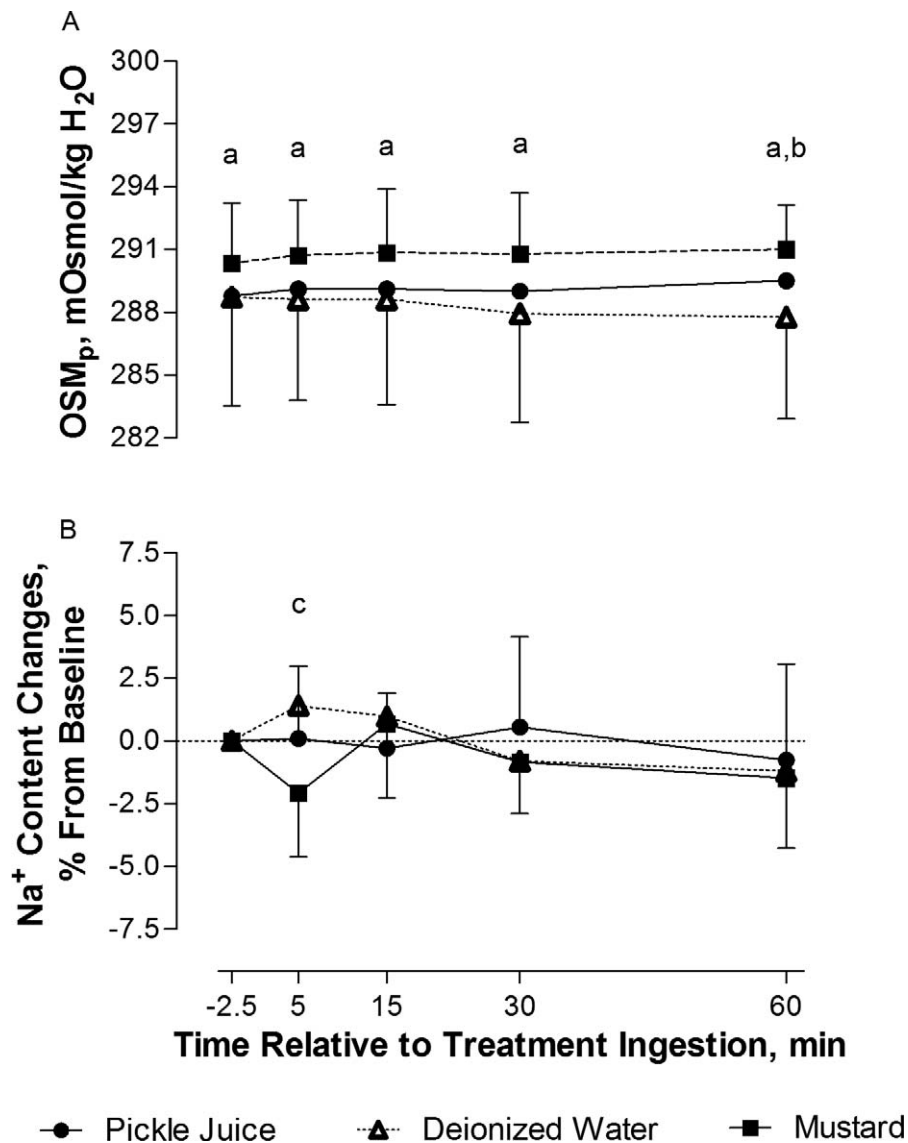 A
OSMp, mOsmol/kg H2O
300
297
294
291
288
285
282
a a a a a,b
B
Na+ Content Changes,
% From Baseline
7.5
5.0
2.5
0.0
-2.5
-5.0
-7.5
c
-2.5 5 15 30 60
Time Relative to Treatment Ingestion, min
Pickle Juice Deionized Water Mustard